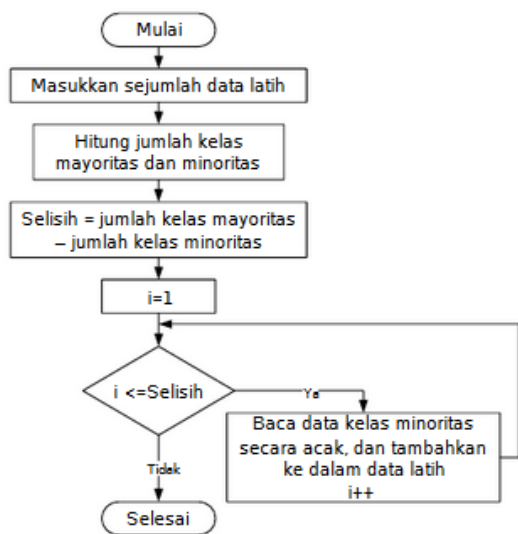 Mulai
Masukkan sejumlah data latih
Hitung jumlah kelas
mayoritas dan minoritas
Selisih = jumlah kelas mayoritas
– jumlah kelas minoritas
i=1
i <=Selisih
Ya
Baca data kelas minoritas
secara acak, dan tambahkan
ke dalam data latih
i++
Tidak
Selesai